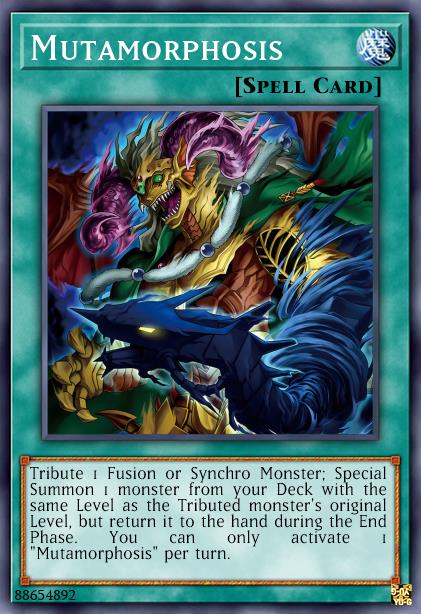 MUTAMORPHOSIS
魔
[SPELL CARD]
Tribute 1 Fusion or Synchro Monster; Special
Summon 1 monster from your Deck with the
same Level as the Tributed monster's original
Level, but return it to the hand during the End
Phase. You can only activate 1
"Mutamorphosis" per turn.
88654892